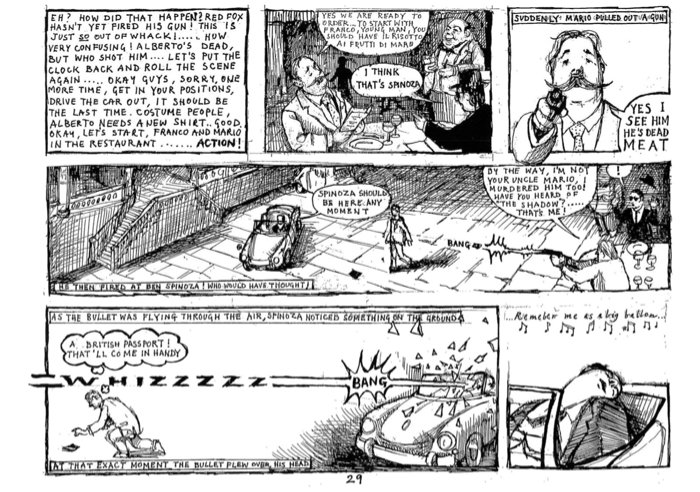 EH? HOW DID THAT HAPPEN? RED FOX
HASN'T YET FIRED HIS GUN! THIS IS
JUST SO OUT OF WHACK!..... HOW
VERY CONFUSING! ALBERTO'S DEAD,
BUT WHO SHOT HIM.... LET'S PUT THE
CLOCK BACK AND ROLL THE SCENE
AGAIN..... OKAY GUYS, SORRY, ONE
MORE TIME, GET IN YOUR POSITIONS,
DRIVE THE CAR OUT, IT SHOULD BE
THE LAST TIME. COSTUME PEOPLE,
ALBERTO NEEDS A NEW SHIRT.. GOOD.
OKAY, LET'S START, FRANCO AND MARIO
IN THE RESTAURANT....... ACTION!
YES WE ARE READY TO
ORDER... TO START WITH
FRANCO, YOUNG MAN, YOU
SHOULD HAVE IL RISOTTO
AI FRUTTI DI MARE
I THINK
THAT'S SPINOZA
SUDDENLY! MARIO PULLED OUT A GUN
YES I
SEE HIM
HE'S DEAD
MEAT
SPINOZA SHOULD
BE HERE ANY
MOMENT
BY THE WAY, I'M NOT
YOUR UNCLE MARIO, I
MURDERED HIM TOO!
HAVE YOU HEARD OF
"THE SHADOW?.....
THAT'S ME!
!
BANG
HE THEN FIRED AT BEN SPINOZA! (WHO WOULD HAVE THOUGHT)
AS THE BULLET WAS FLYING THROUGH THE AIR, SPINOZA NOTICED SOMETHING ON THE GROUND
A BRITISH PASSPORT!
THAT'LL COME IN HANDY
WHIZZZZZ
BANG
AT THAT EXACT MOMENT THE BULLET FLEW OVER HIS HEAD
...Remember me as a big balloon...
29